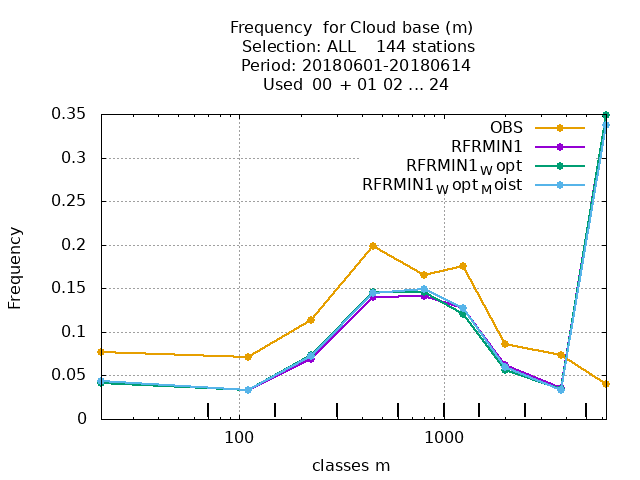 Frequency for Cloud base (m)
Selection: ALL 144 stations
Period: 20180601-20180614
Used 00 + 01 02 ... 24
0.35
0.3
0.25
0.2
0.15
0.1
0.05
0
Frequency
OBS
RFRMIN1
RFRMIN1Wopt
RFRMIN1WoptMoist
100
1000
classes m